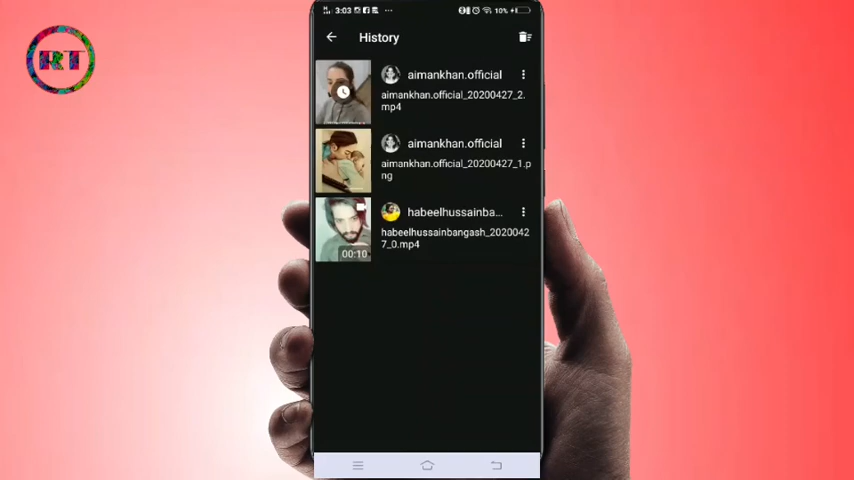 RT
3:03
10%
History
aimankhan.official
aimankhan.official_20200427_2.
mp4
aimankhan.official
aimankhan.official_20200427_1.p
ng
habeelhussainba...
habeelhussainbangash_2020042
7_0.mp4
00:10